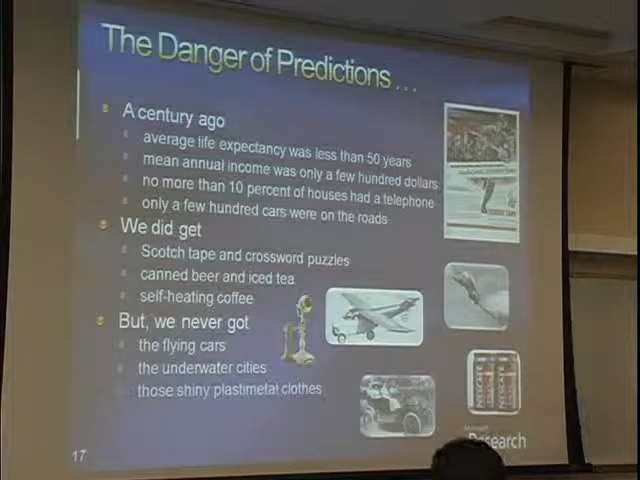 The Danger of Predictions...
A century ago
average life expectancy was less than 50 years
mean annual income was only a few hundred dollars
no more than 10 percent of houses had a telephone
only a few hundred cars were on the roads
We did get
Scotch tape and crossword puzzles
canned beer and iced tea
self-heating coffee
But, we never got
the flying cars
the underwater cities
those shiny plastimetal clothes
NESCAFE
17
Research